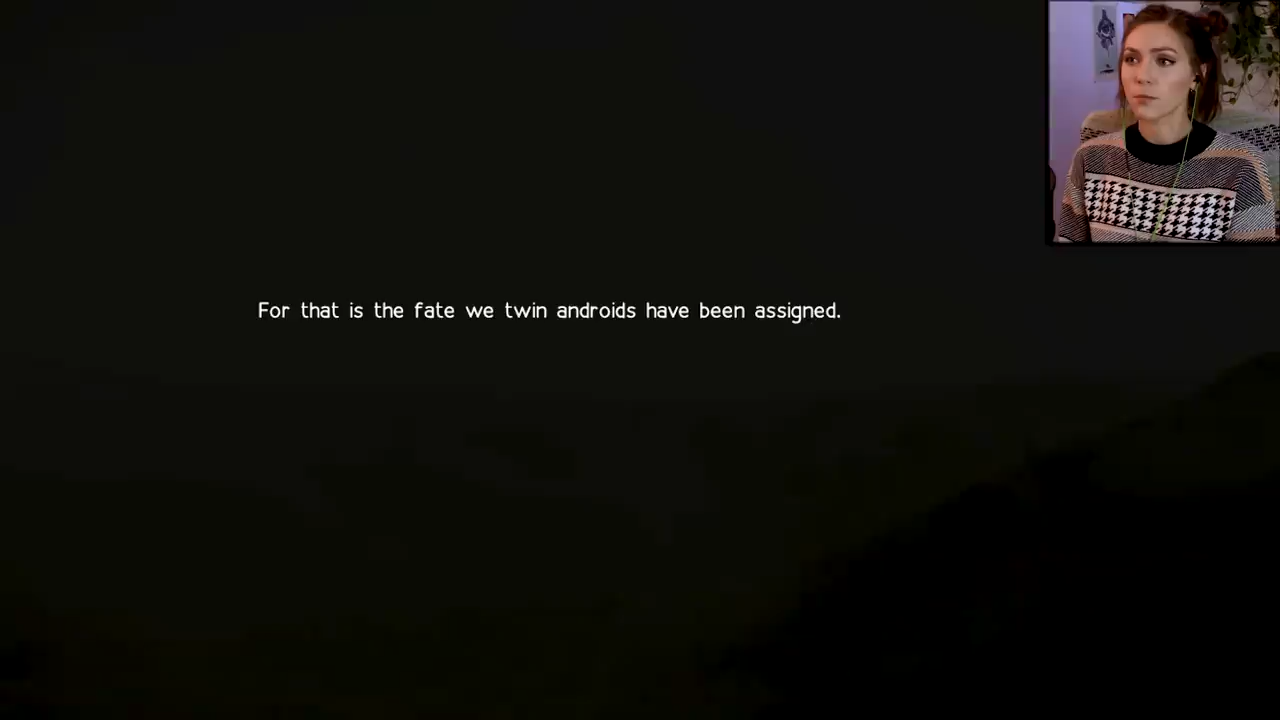 For that is the fate we twin androids have been assigned.